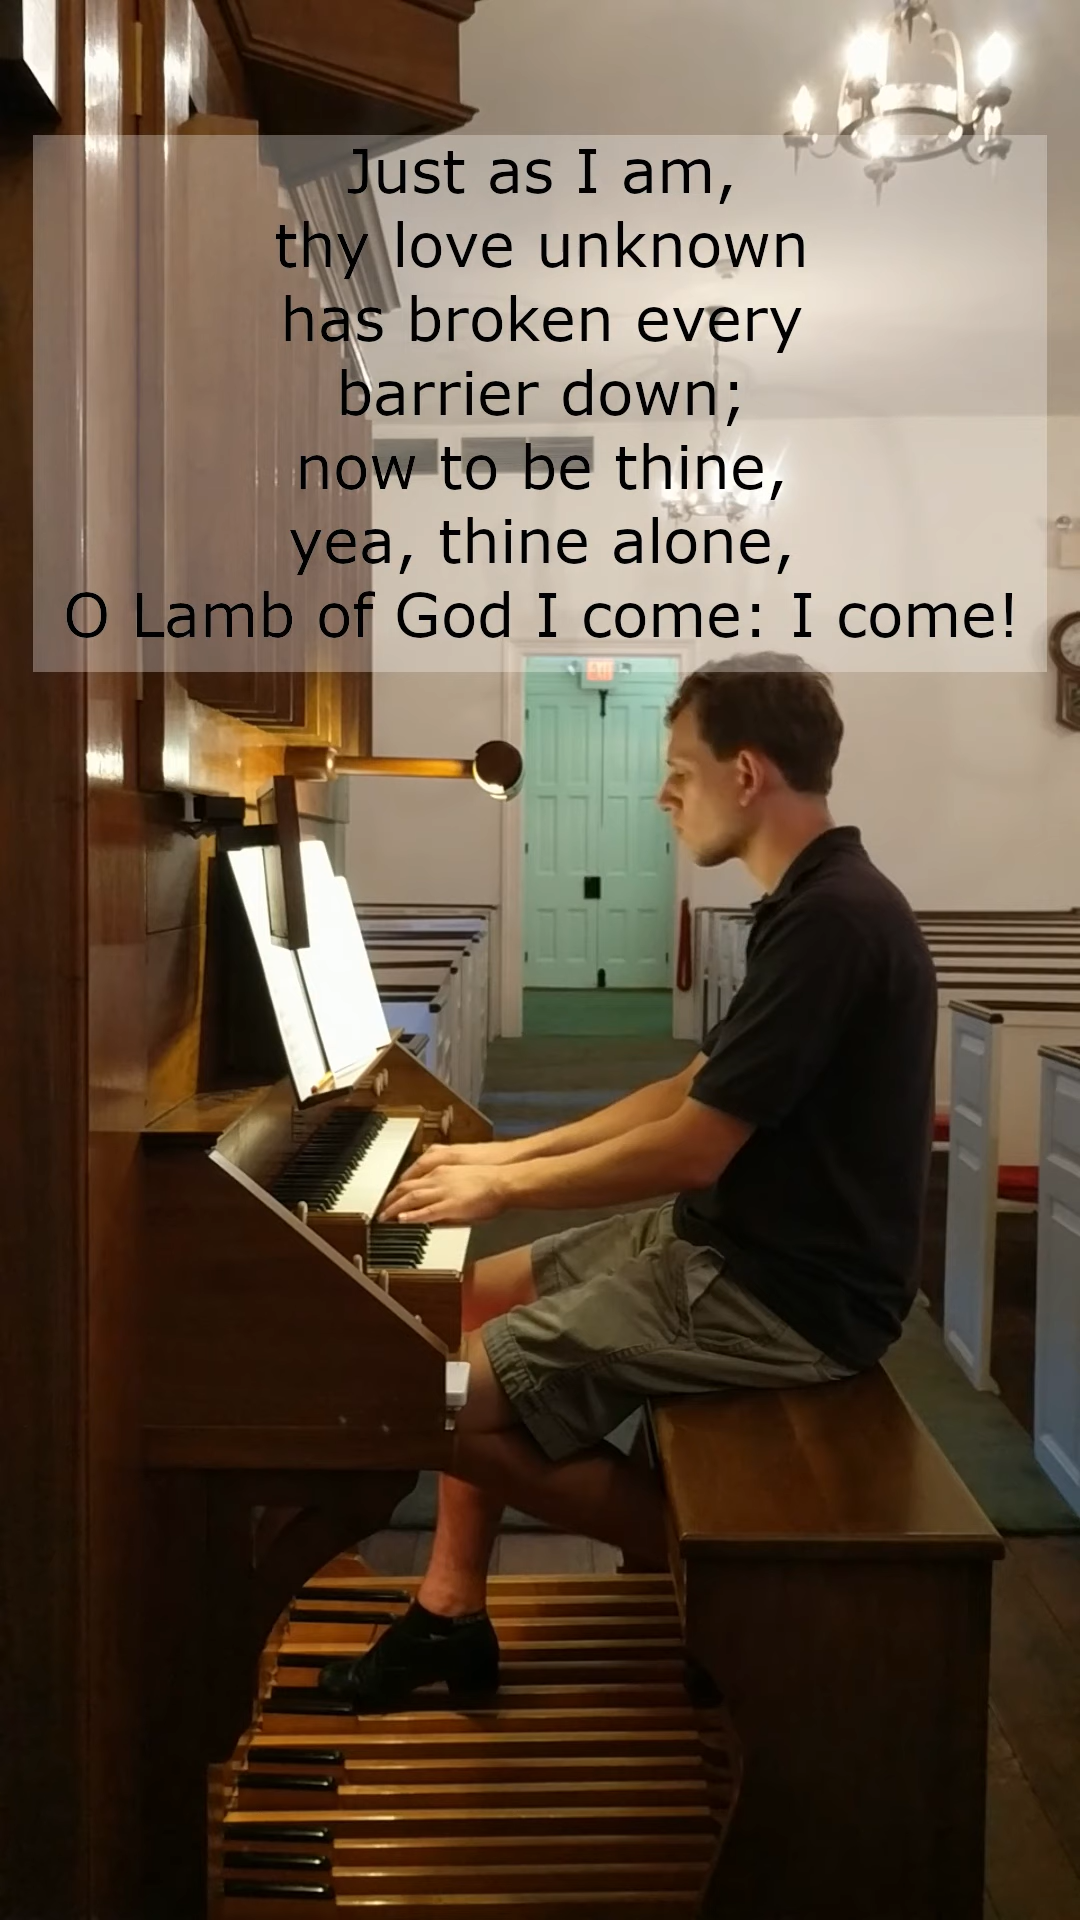 Just as I am,
thy love unknown
has broken every
barrier down;
now to be thine,
yea, thine alone,
O Lamb of God I come: I come!
EXIT